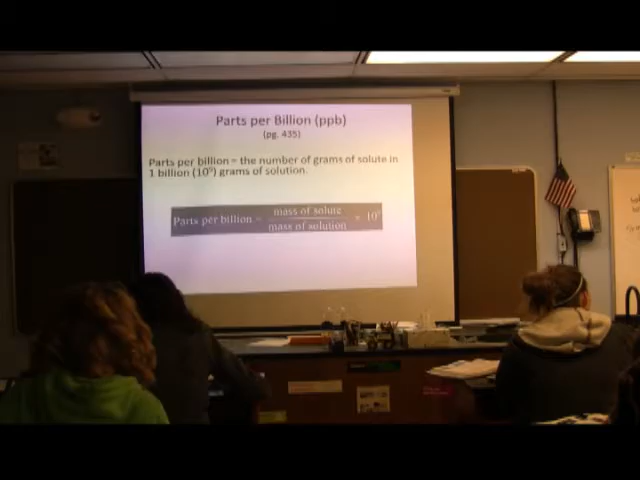 Parts per Billion (ppb)
(pg. 435)
Parts per billion = the number of grams of solute in
1 billion (10⁹) grams of solution.
Parts per billion = mass of solute / mass of solution × 10⁹